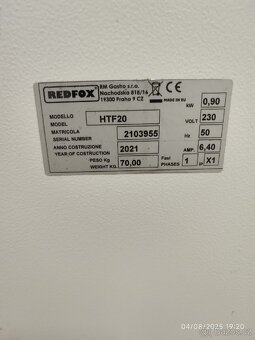 REDFOX
RM Gastro s.r.o.
Nachodska 818/16
19300 Praha 9 CZ
CE
MADE IN EU
kW 0,90
MODELLO
MODEL
HTF20
VOLT 230
MATRICOLA
SERIAL NUMBER
2103955
Hz 50
ANNO COSTRUZIONE
YEAR OF COSTRUCTION
2021
AMP. 6,40
PESO Kg
WEIGHT KG.
70,00
Fasi
PHASES
1
X1
04/08/2025 19:20